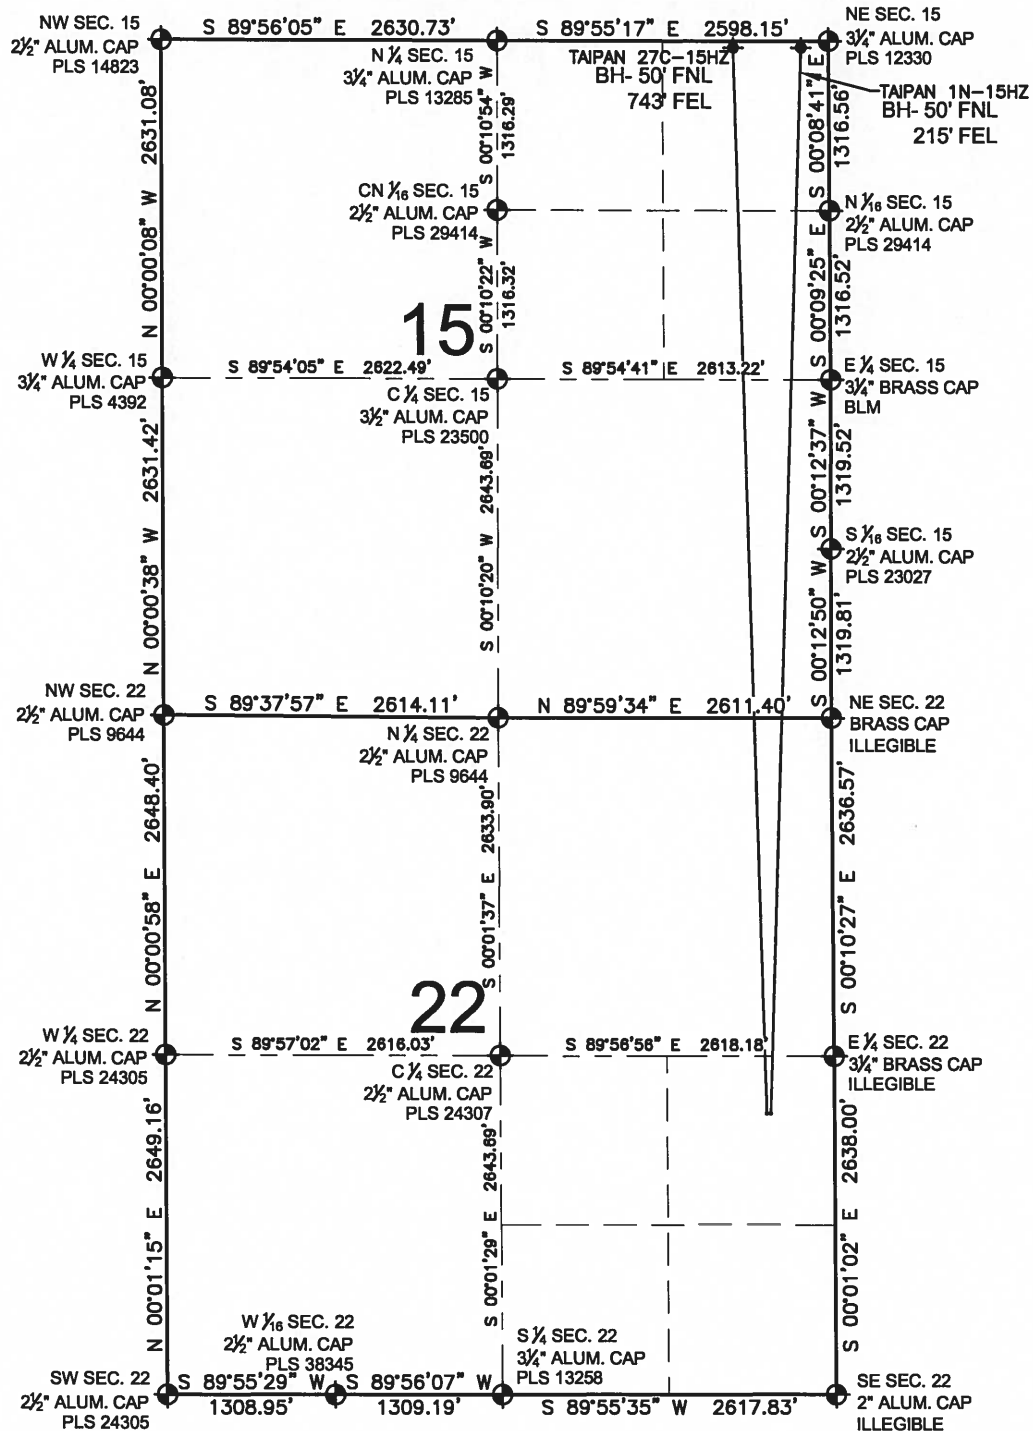 NW SEC. 15
2½" ALUM. CAP
PLS 14823
S 89°56'05" E 2630.73'
N ¼ SEC. 15
3¼" ALUM. CAP
PLS 13285
S 89°55'17" E 2598.15'
TAIPAN 27C-15HZ
BH- 50' FNL
743' FEL
NE SEC. 15
3¼" ALUM. CAP
PLS 12330
TAIPAN 1N-15HZ
BH- 50' FNL
215' FEL
N 00°00'08" W 2631.08'
S 00°10'54" W
1316.29'
S 00°08'41" E
1316.56'
CN 1⁄16 SEC. 15
2½" ALUM. CAP
PLS 29414
N 1⁄16 SEC. 15
2½" ALUM. CAP
PLS 29414
15
S 00°10'22" W
1316.32'
S 00°09'25" E
1316.52'
W ¼ SEC. 15
3¼" ALUM. CAP
PLS 4392
S 89°54'05" E 2622.49'
C ¼ SEC. 15
3½" ALUM. CAP
PLS 23500
S 89°54'41" E 2613.22'
E ¼ SEC. 15
3¼" BRASS CAP
BLM
N 00°00'38" W 2631.42'
S 00°10'20" W 2643.69'
S 00°12'37" W
1319.52'
S 1⁄16 SEC. 15
2½" ALUM. CAP
PLS 23027
S 00°12'50" W
1319.81'
NW SEC. 22
2½" ALUM. CAP
PLS 9644
S 89°37'57" E 2614.11'
N ¼ SEC. 22
2½" ALUM. CAP
PLS 9644
N 89°59'34" E 2611.40'
NE SEC. 22
BRASS CAP
ILLEGIBLE
N 00°00'58" E 2648.40'
S 00°01'37" E 2633.90'
S 00°10'27" E 2636.57'
22
W ¼ SEC. 22
2½" ALUM. CAP
PLS 24305
S 89°57'02" E 2616.03'
C ¼ SEC. 22
2½" ALUM. CAP
PLS 24307
S 89°56'56" E 2618.18'
E ¼ SEC. 22
3¼" BRASS CAP
ILLEGIBLE
N 00°01'15" E 2649.16'
S 00°01'29" E 2643.69'
S 00°01'02" E 2638.00'
SW SEC. 22
2½" ALUM. CAP
PLS 24305
S 89°55'29" W
1308.95'
W 1⁄16 SEC. 22
2½" ALUM. CAP
PLS 38345
S 89°56'07" W
1309.19'
S ¼ SEC. 22
3¼" ALUM. CAP
PLS 13258
S 89°55'35" W 2617.83'
SE SEC. 22
2" ALUM. CAP
ILLEGIBLE